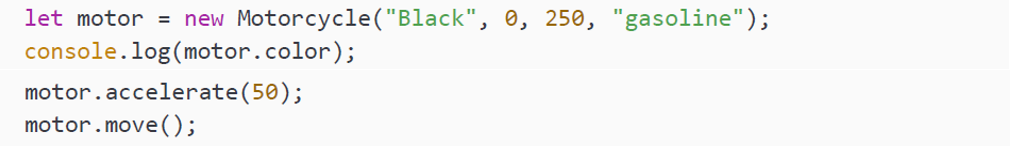 let motor = new Motorcycle("Black", 0, 250, "gasoline");
console.log(motor.color);
motor.accelerate(50);
motor.move();